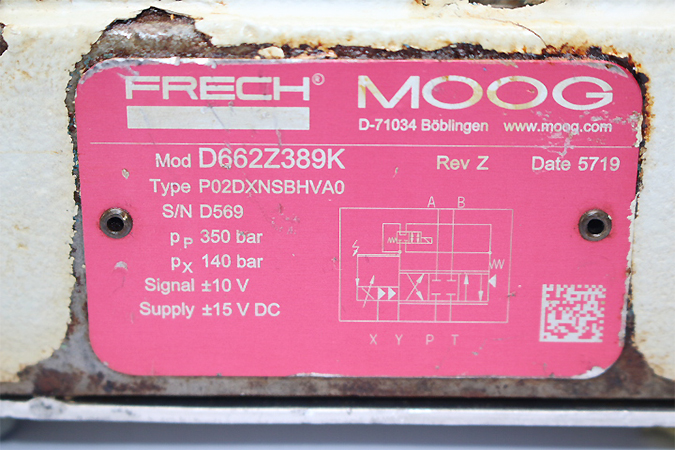 FRECH® MOOG
D-71034 Böblingen www.moog.com
Mod D662Z389K Rev Z Date 5719
Type P02DXNSBHVA0
S/N D569
pP 350 bar
pX 140 bar
Signal ±10 V
Supply ±15 V DC
A B
X Y P T